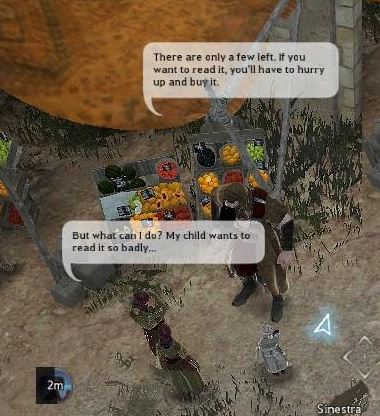 There are only a few left. If you
want to read it, you'll have to hurry
up and buy it.
But what can I do? My child wants to
read it so badly...
2m
Sinestra